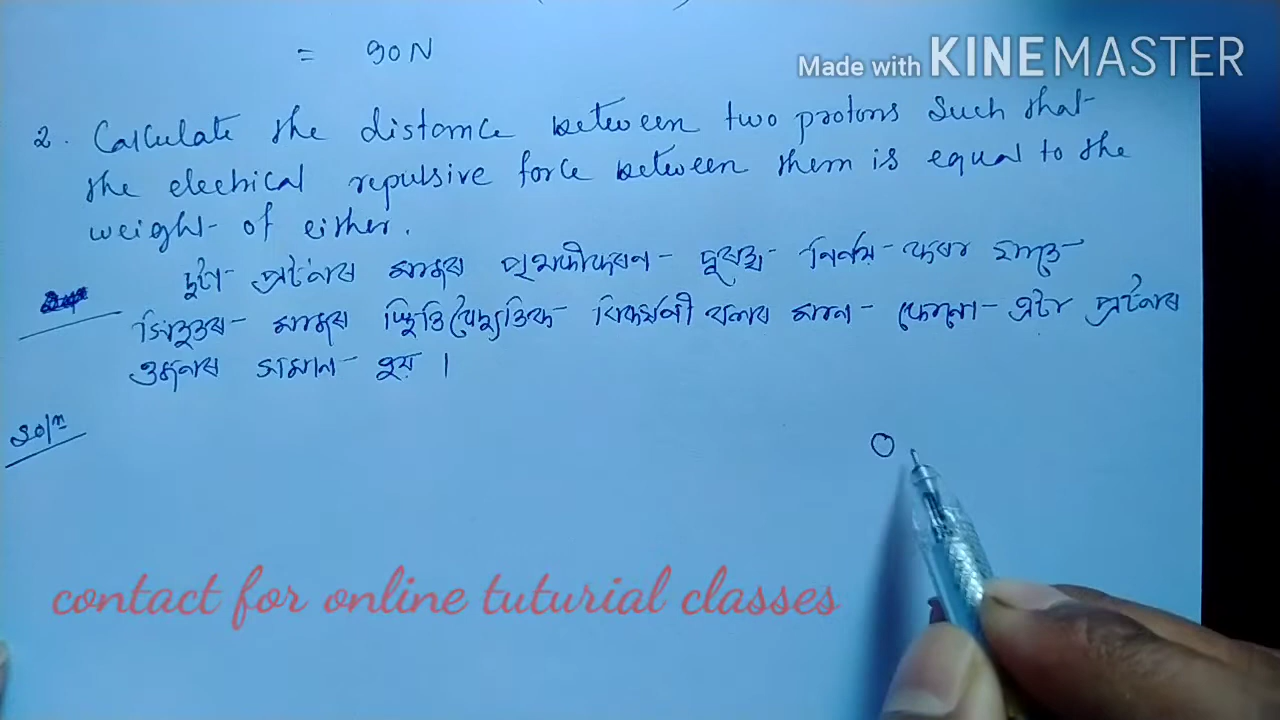 = 90N
Made with KINEMASTER
2. Calculate the distance between two protons such that
the electrical repulsive force between them is equal to the
weight of either.
দুটা প্ৰটনৰ মাজৰ দূৰত্ব নিৰ্ণয় কৰা যাতে
সিহঁতৰ মাজৰ স্থিতিবৈদ্যুতিক বিকৰ্ষণী বলৰ মান কোনো এটা প্ৰটনৰ
ওজনৰ সমান হয় ।
Soln
contact for online tuturial classes